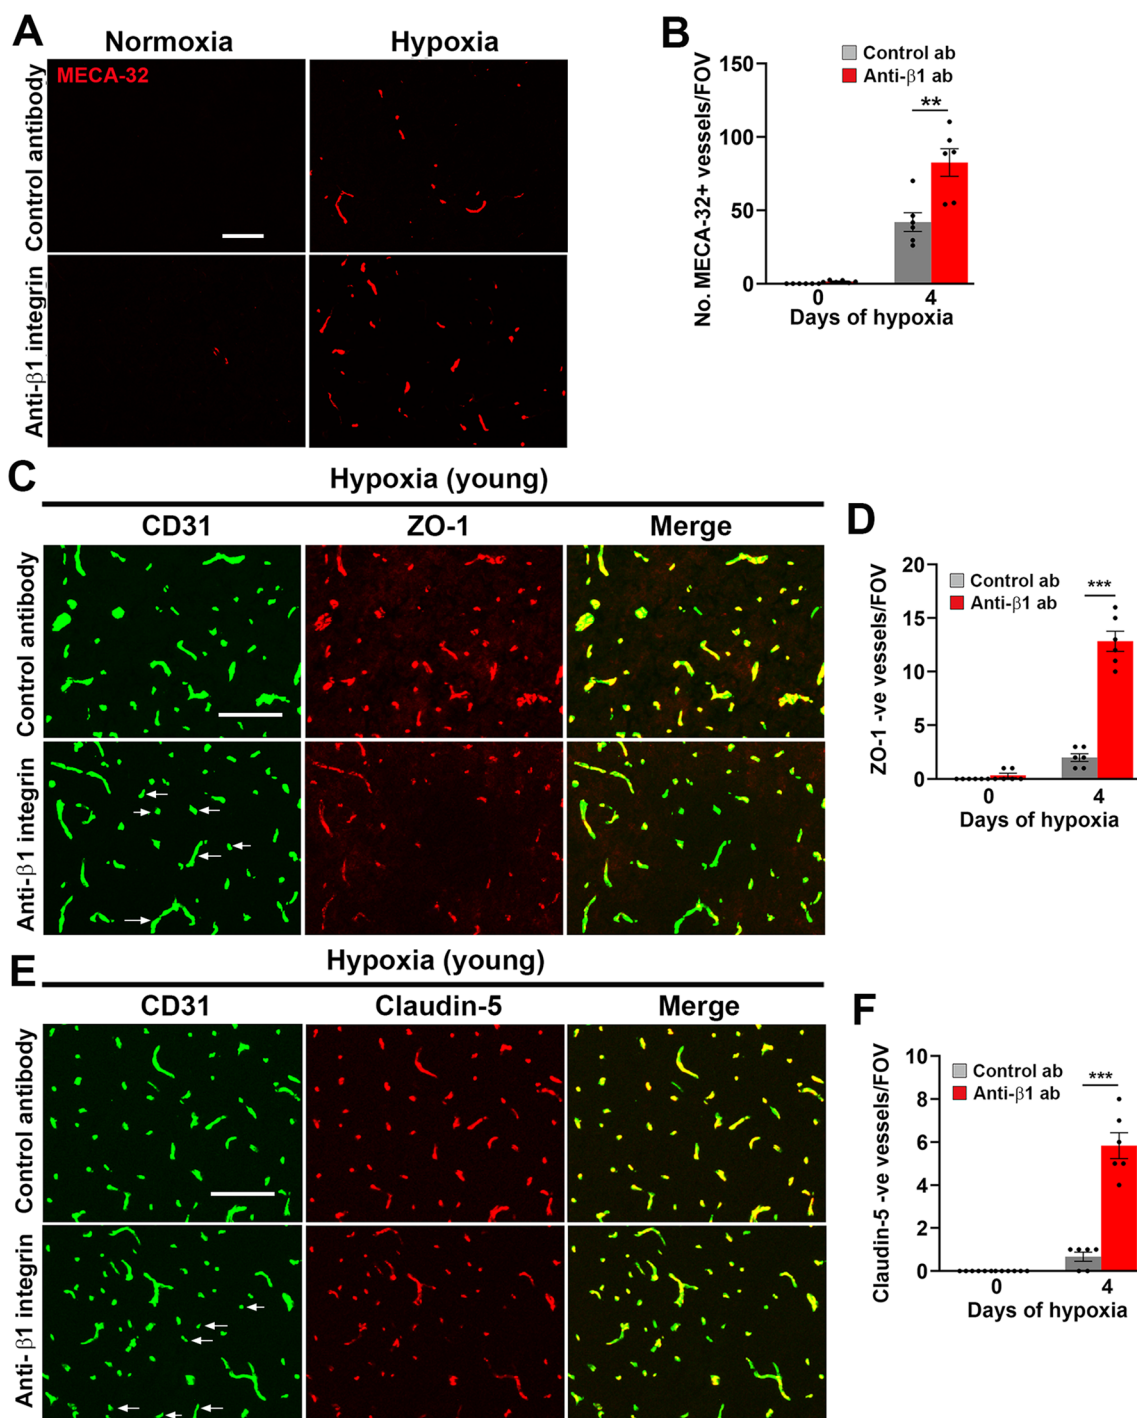 A
Normoxia
Hypoxia
MECA-32
Control antibody
Anti-β1 integrin
B
Control ab
Anti-β1 ab
**
No. MECA-32+ vessels/FOV
150
100
50
0
0
4
Days of hypoxia
C
Hypoxia (young)
CD31
ZO-1
Merge
Control antibody
Anti-β1 integrin
D
Control ab
Anti-β1 ab
***
ZO-1 -ve vessels/FOV
20
15
10
5
0
0
4
Days of hypoxia
E
Hypoxia (young)
CD31
Claudin-5
Merge
Control antibody
Anti- β1 integrin
F
Control ab
Anti-β1 ab
***
Claudin-5 -ve vessels/FOV
10
8
6
4
2
0
0
4
Days of hypoxia